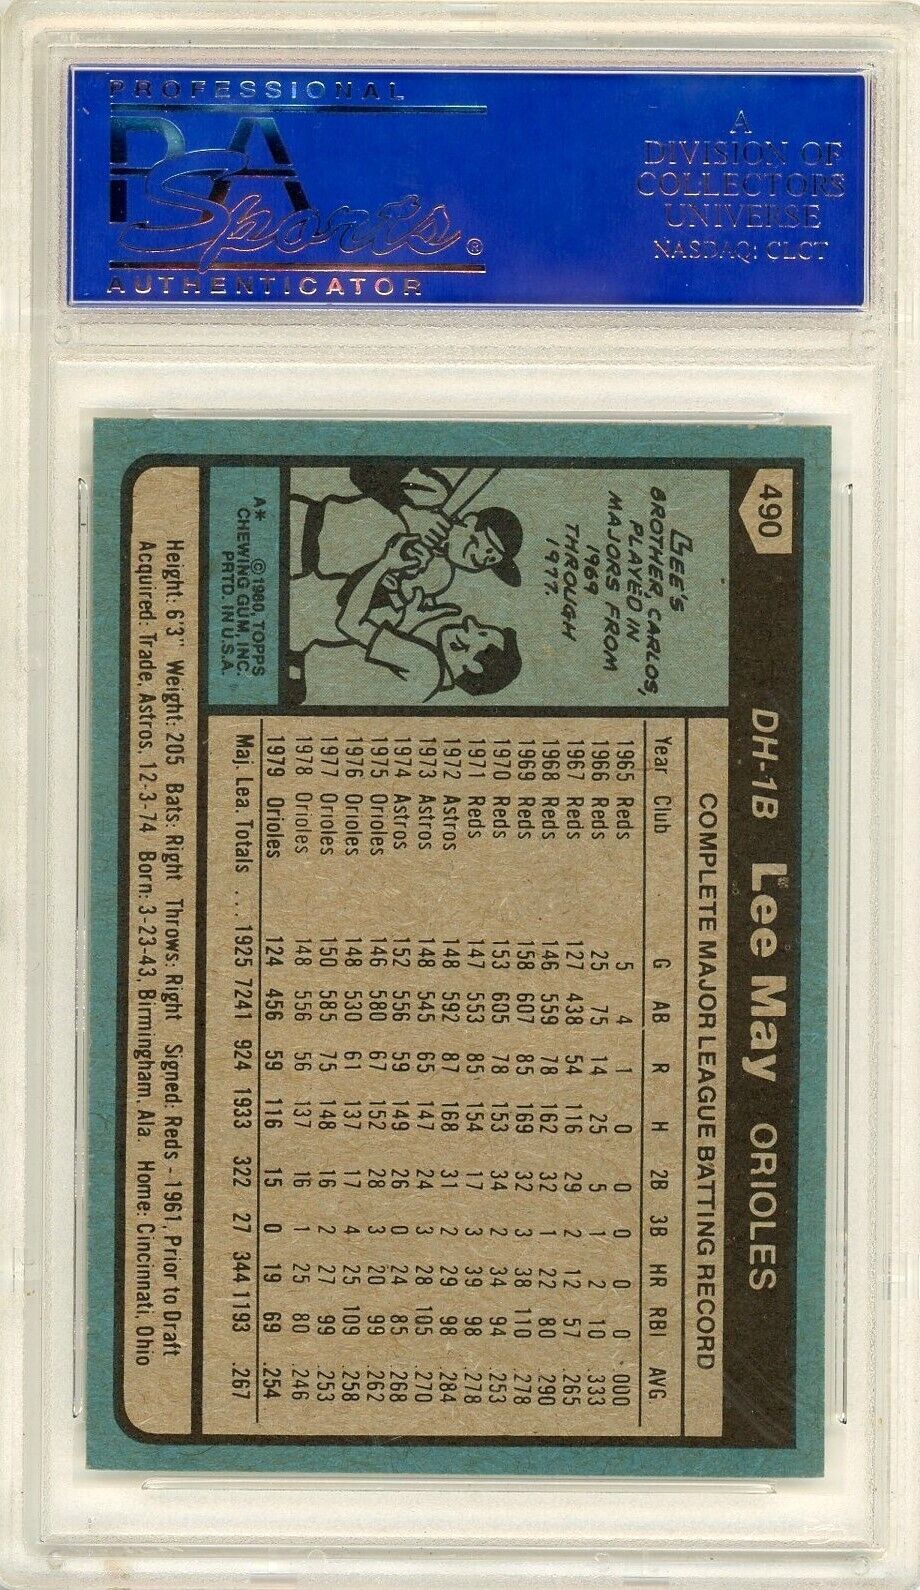 PROFESSIONAL
PSA
Sports®
AUTHENTICATOR
A
DIVISION OF
COLLECTORS
UNIVERSE
NASDAQ: CLCT
490 DH-1B Lee May ORIOLES
LEE'S
BROTHER, CARLOS,
PLAYED IN
MAJORS FROM
1969
THROUGH
1977.
A* ©1980, TOPPS
CHEWING GUM, INC.
PRTD. IN U.S.A.
COMPLETE MAJOR LEAGUE BATTING RECORD
Year Club G AB R H 2B 3B HR RBI AVG.
1965 Reds 5 4 1 0 0 0 0 0 .000
1966 Reds 25 75 14 25 5 1 2 10 .333
1967 Reds 127 438 54 116 29 2 12 57 .265
1968 Reds 146 559 78 162 32 1 22 80 .290
1969 Reds 158 607 85 169 32 3 38 110 .278
1970 Reds 153 605 78 153 34 2 34 94 .253
1971 Reds 147 553 85 154 17 3 39 98 .278
1972 Astros 148 592 87 168 31 2 29 98 .284
1973 Astros 148 545 65 147 24 3 28 105 .270
1974 Astros 152 556 59 149 26 0 24 85 .268
1975 Orioles 146 580 67 152 28 3 20 99 .262
1976 Orioles 148 530 61 137 17 4 25 109 .258
1977 Orioles 150 585 75 148 16 2 27 99 .253
1978 Orioles 148 556 56 137 16 1 25 80 .246
1979 Orioles 124 456 59 116 15 0 19 69 .254
Maj. Lea. Totals ... 1925 7241 924 1933 322 27 344 1193 .267
Height: 6'3" Weight: 205 Bats: Right Throws: Right Signed: Reds - 1961, Prior to Draft
Acquired: Trade, Astros, 12-3-74 Born: 3-23-43, Birmingham, Ala Home: Cincinnati, Ohio